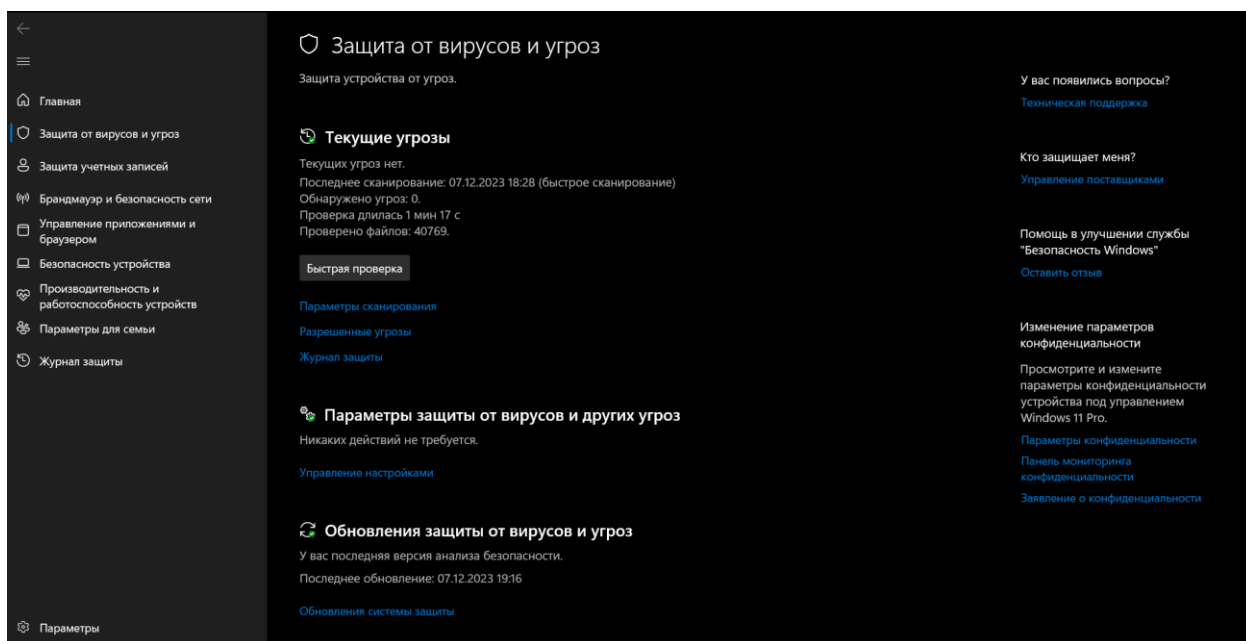 Главная
Защита от вирусов и угроз
Защита учетных записей
Брандмауэр и безопасность сети
Управление приложениями и
браузером
Безопасность устройства
Производительность и
работоспособность устройств
Параметры для семьи
Журнал защиты
Параметры
Защита от вирусов и угроз
Защита устройства от угроз.
Текущие угрозы
Текущих угроз нет.
Последнее сканирование: 07.12.2023 18:28 (быстрое сканирование)
Обнаружено угроз: 0.
Проверка длилась 1 мин 17 с
Проверено файлов: 40769.
Быстрая проверка
Параметры сканирования
Разрешенные угрозы
Журнал защиты
Параметры защиты от вирусов и других угроз
Никаких действий не требуется.
Управление настройками
Обновления защиты от вирусов и угроз
У вас последняя версия анализа безопасности.
Последнее обновление: 07.12.2023 19:16
Обновления системы защиты
У вас появились вопросы?
Техническая поддержка
Кто защищает меня?
Управление поставщиками
Помощь в улучшении службы
"Безопасность Windows"
Оставить отзыв
Изменение параметров
конфиденциальности
Просмотрите и измените
параметры конфиденциальности
устройства под управлением
Windows 11 Pro.
Параметры конфиденциальности
Панель мониторинга
конфиденциальности
Заявление о конфиденциальности